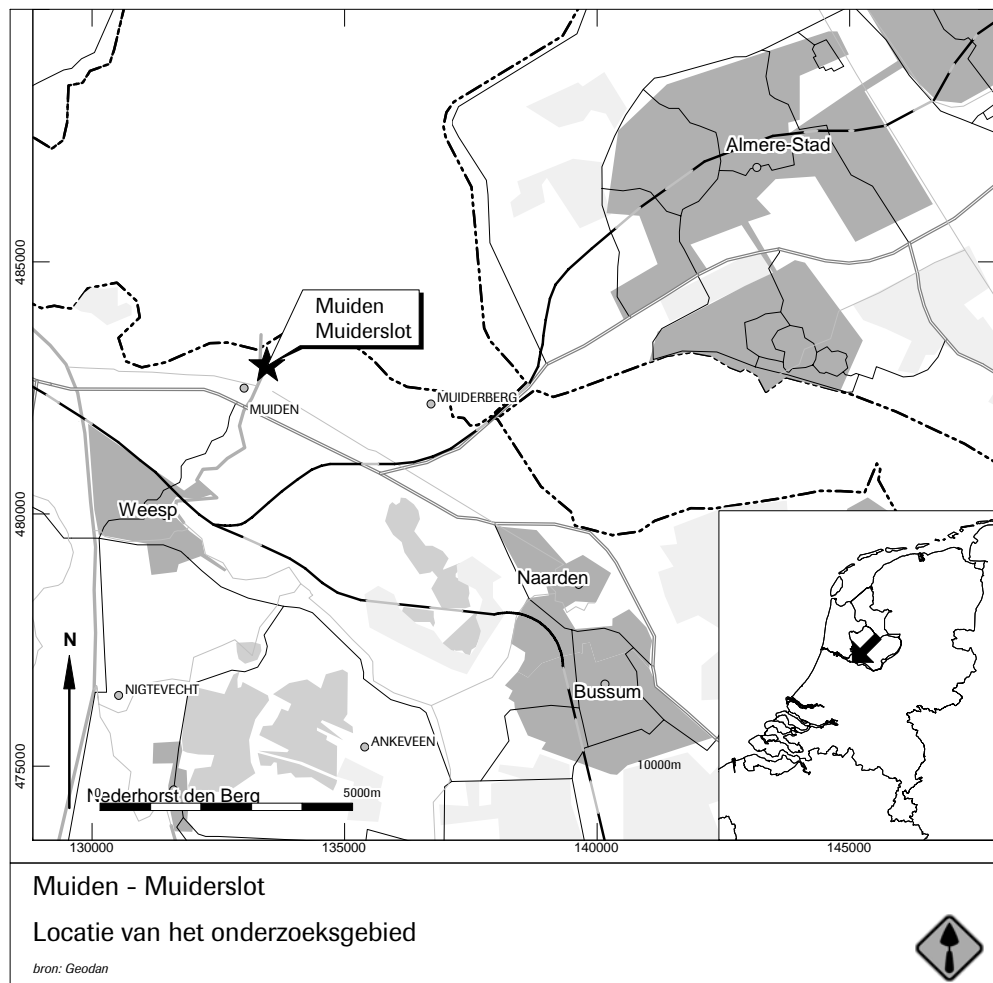 Almere-Stad
485000
Muiden
Muiderslot
MUIDERBERG
MUIDEN
Weesp
480000
Naarden
N
NIGTEVECHT
Bussum
ANKEVEEN
10000m
475000
0
5000m
Nederhorst den Berg
130000
135000
140000
145000
Muiden - Muiderslot
Locatie van het onderzoeksgebied
bron: Geodan